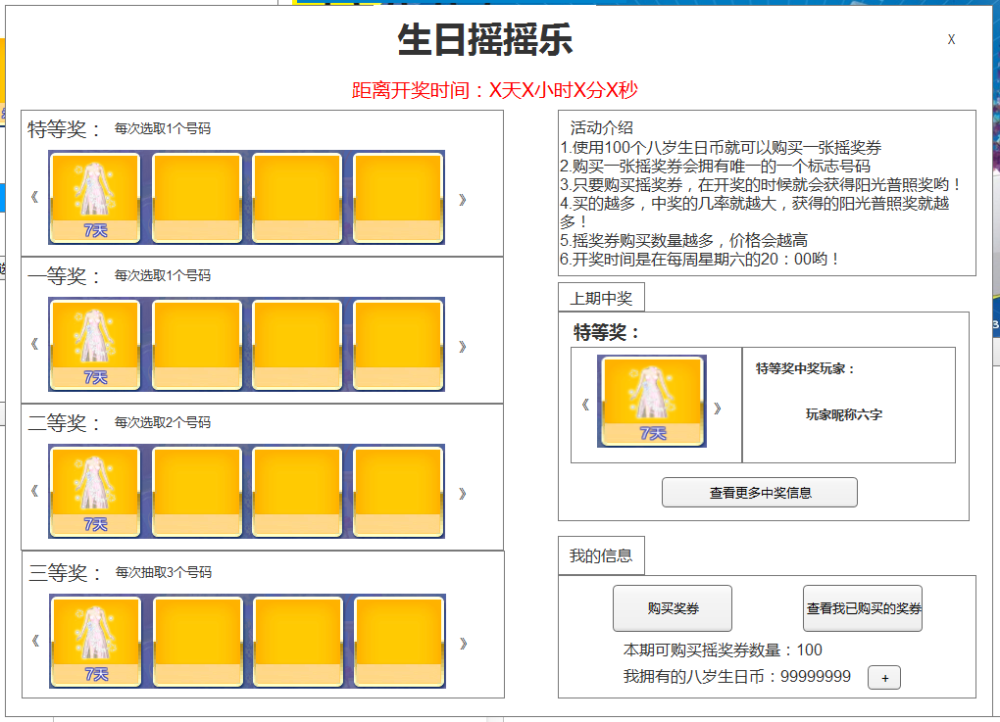 生日摇摇乐
X
距离开奖时间：X天X小时X分X秒
特等奖： 每次选取1个号码
《 7天 》
一等奖： 每次选取1个号码
《 7天 》
二等奖： 每次选取2个号码
《 7天 》
三等奖： 每次抽取3个号码
《 7天 》
活动介绍
1.使用100个八岁生日币就可以购买一张摇奖券
2.购买一张摇奖券会拥有唯一的一个标志号码
3.只要购买摇奖券，在开奖的时候就会获得阳光普照奖哟！
4.买的越多，中奖的几率就越大，获得的阳光普照奖就越
多！
5.摇奖券购买数量越多，价格会越高
6.开奖时间是在每周星期六的20：00哟！
上期中奖
特等奖：
《 7天 》
特等奖中奖玩家：
玩家昵称六字
查看更多中奖信息
我的信息
购买奖券
查看我已购买的奖券
本期可购买摇奖券数量：100
我拥有的八岁生日币：99999999 +